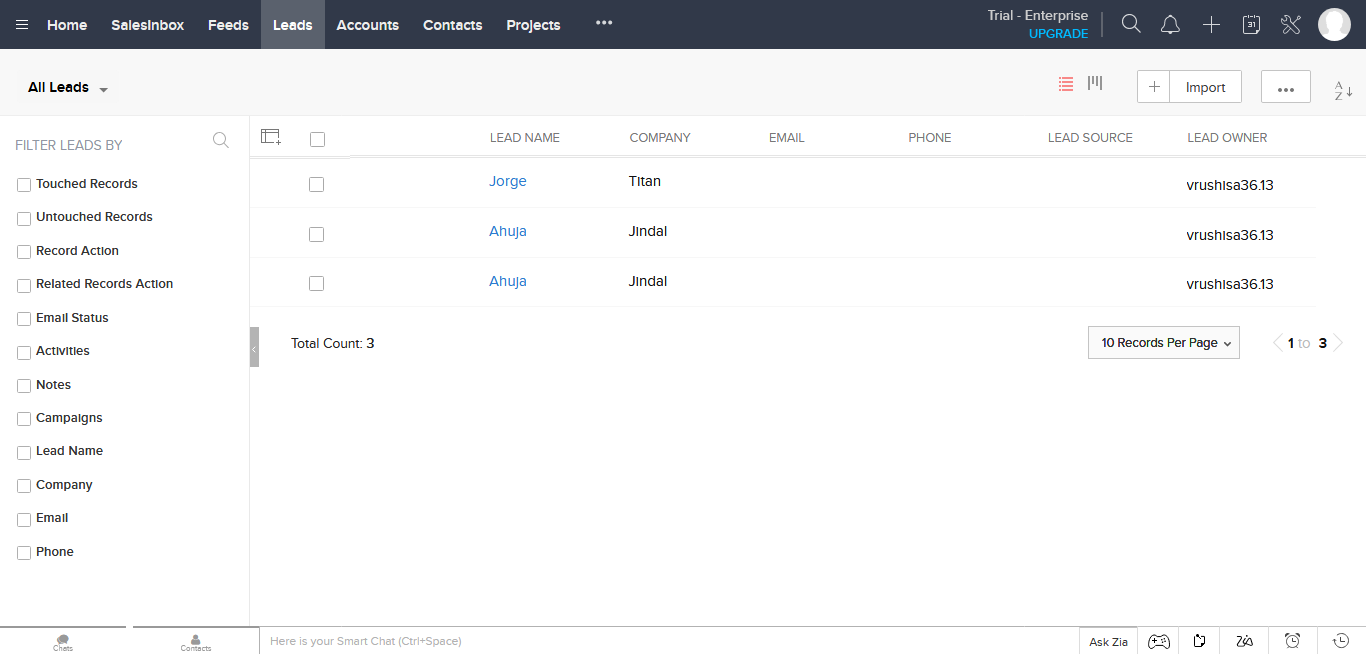 Home SalesInbox Feeds Leads Accounts Contacts Projects ••• Trial - Enterprise
UPGRADE
31
All Leads
Import
•••
A
Z
FILTER LEADS BY
LEAD NAME COMPANY EMAIL PHONE LEAD SOURCE LEAD OWNER
Touched Records
Untouched Records
Record Action
Related Records Action
Email Status
Activities
Notes
Campaigns
Lead Name
Company
Email
Phone
Jorge Titan vrushisa36.13
Ahuja Jindal vrushisa36.13
Ahuja Jindal vrushisa36.13
Total Count: 3
10 Records Per Page
1 to 3
Chats
Contacts
Here is your Smart Chat (Ctrl+Space)
Ask Zia